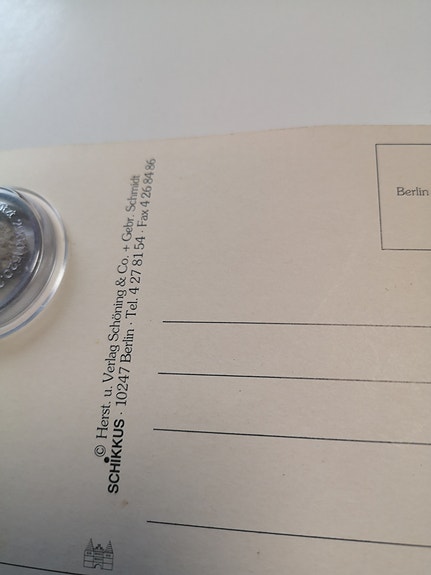 © Herst. u. Verlag Schöning & Co. + Gebr. Schmidt
SCHIKKUS · 10247 Berlin · Tel. 4 27 81 54 · Fax 4 26 84 86
Berlin